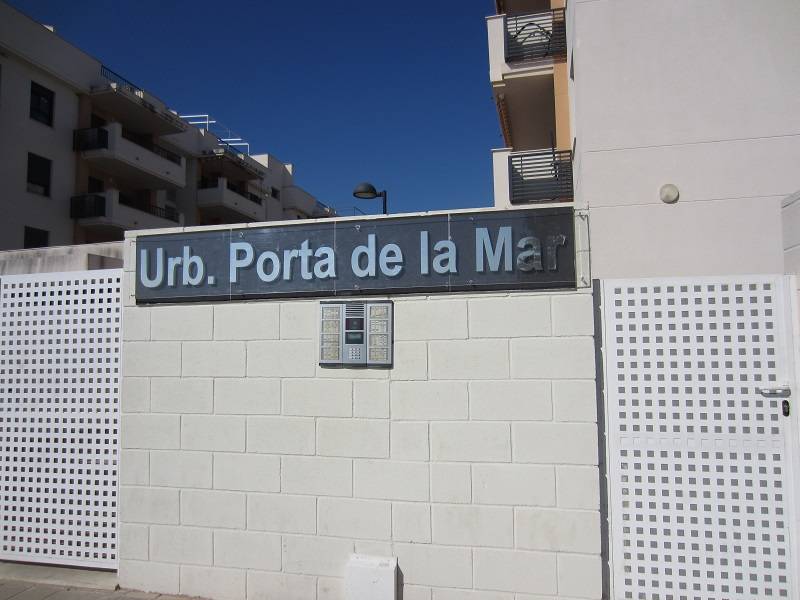 Urb. Porta de la Mar